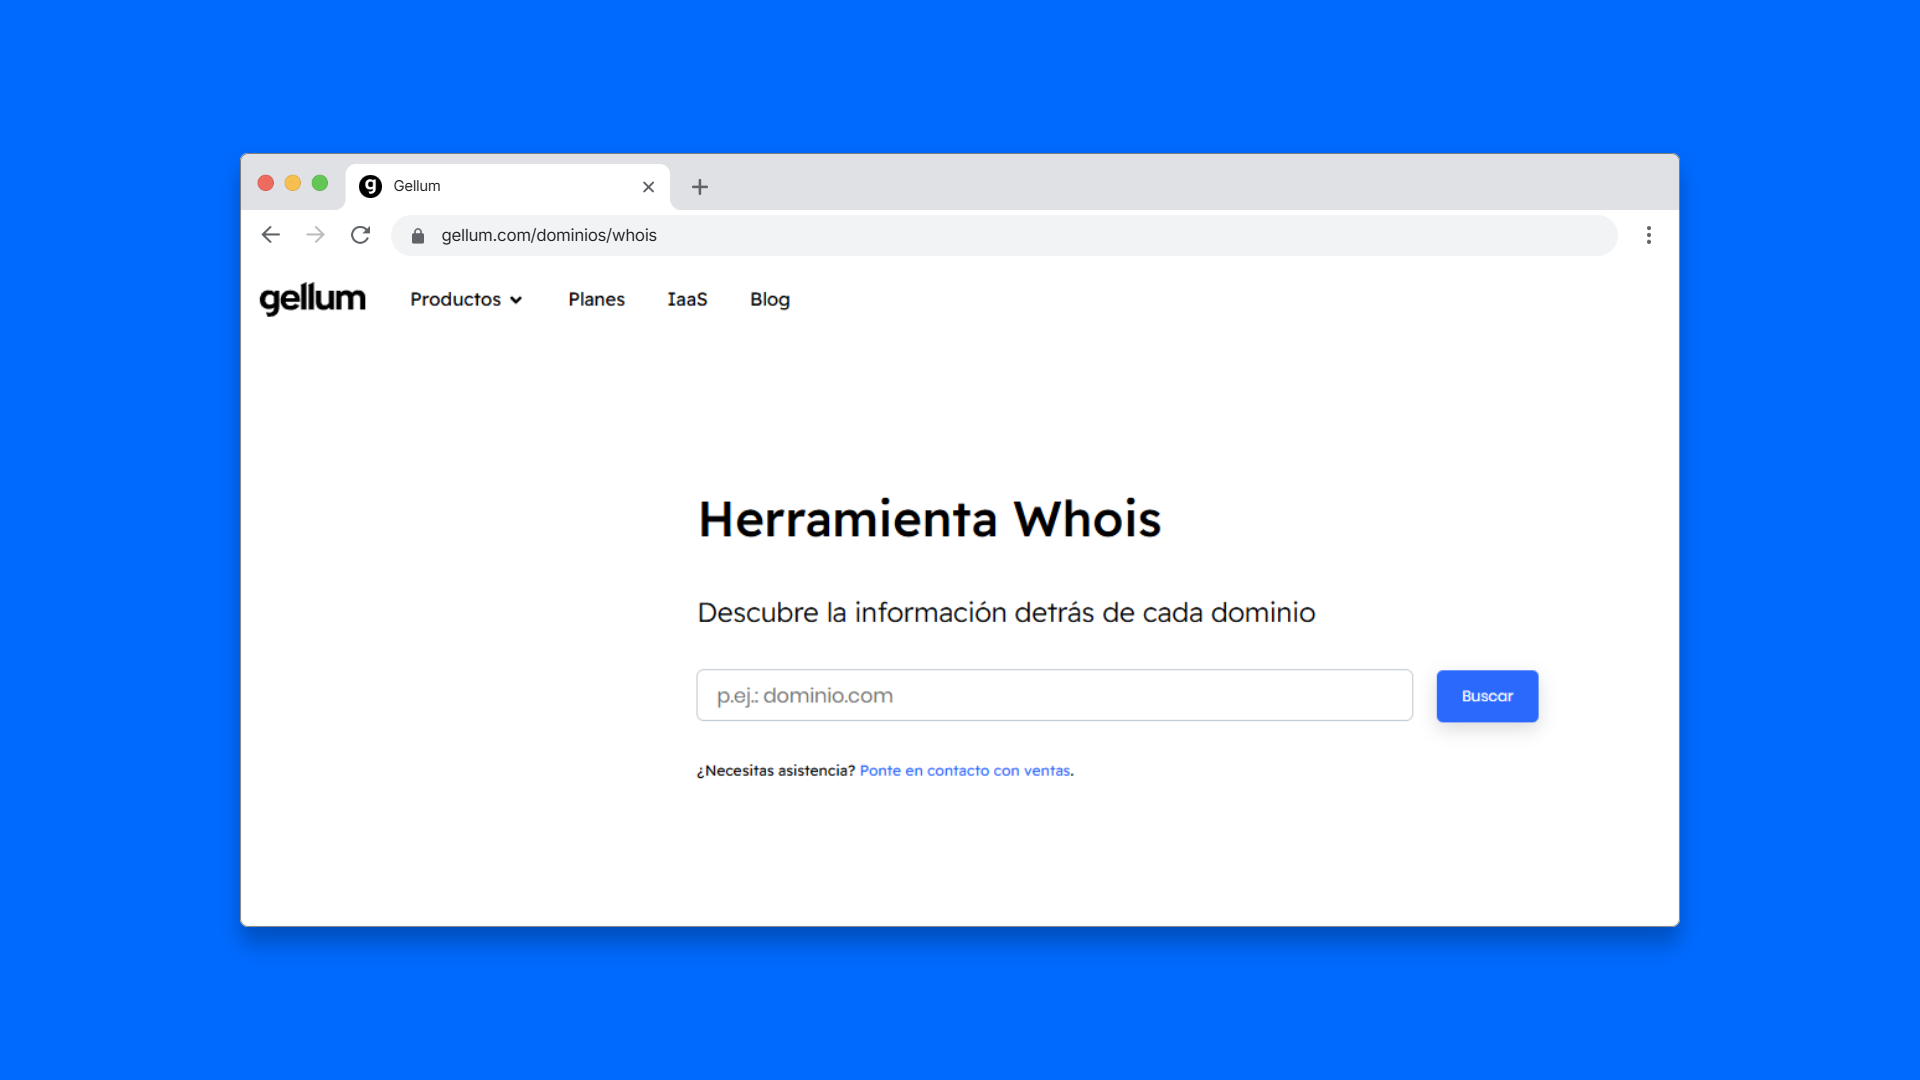 g Gellum
gellum.com/dominios/whois
gellum Productos Planes IaaS Blog
Herramienta Whois
Descubre la información detrás de cada dominio
p.ej.: dominio.com Buscar
¿Necesitas asistencia? Ponte en contacto con ventas.